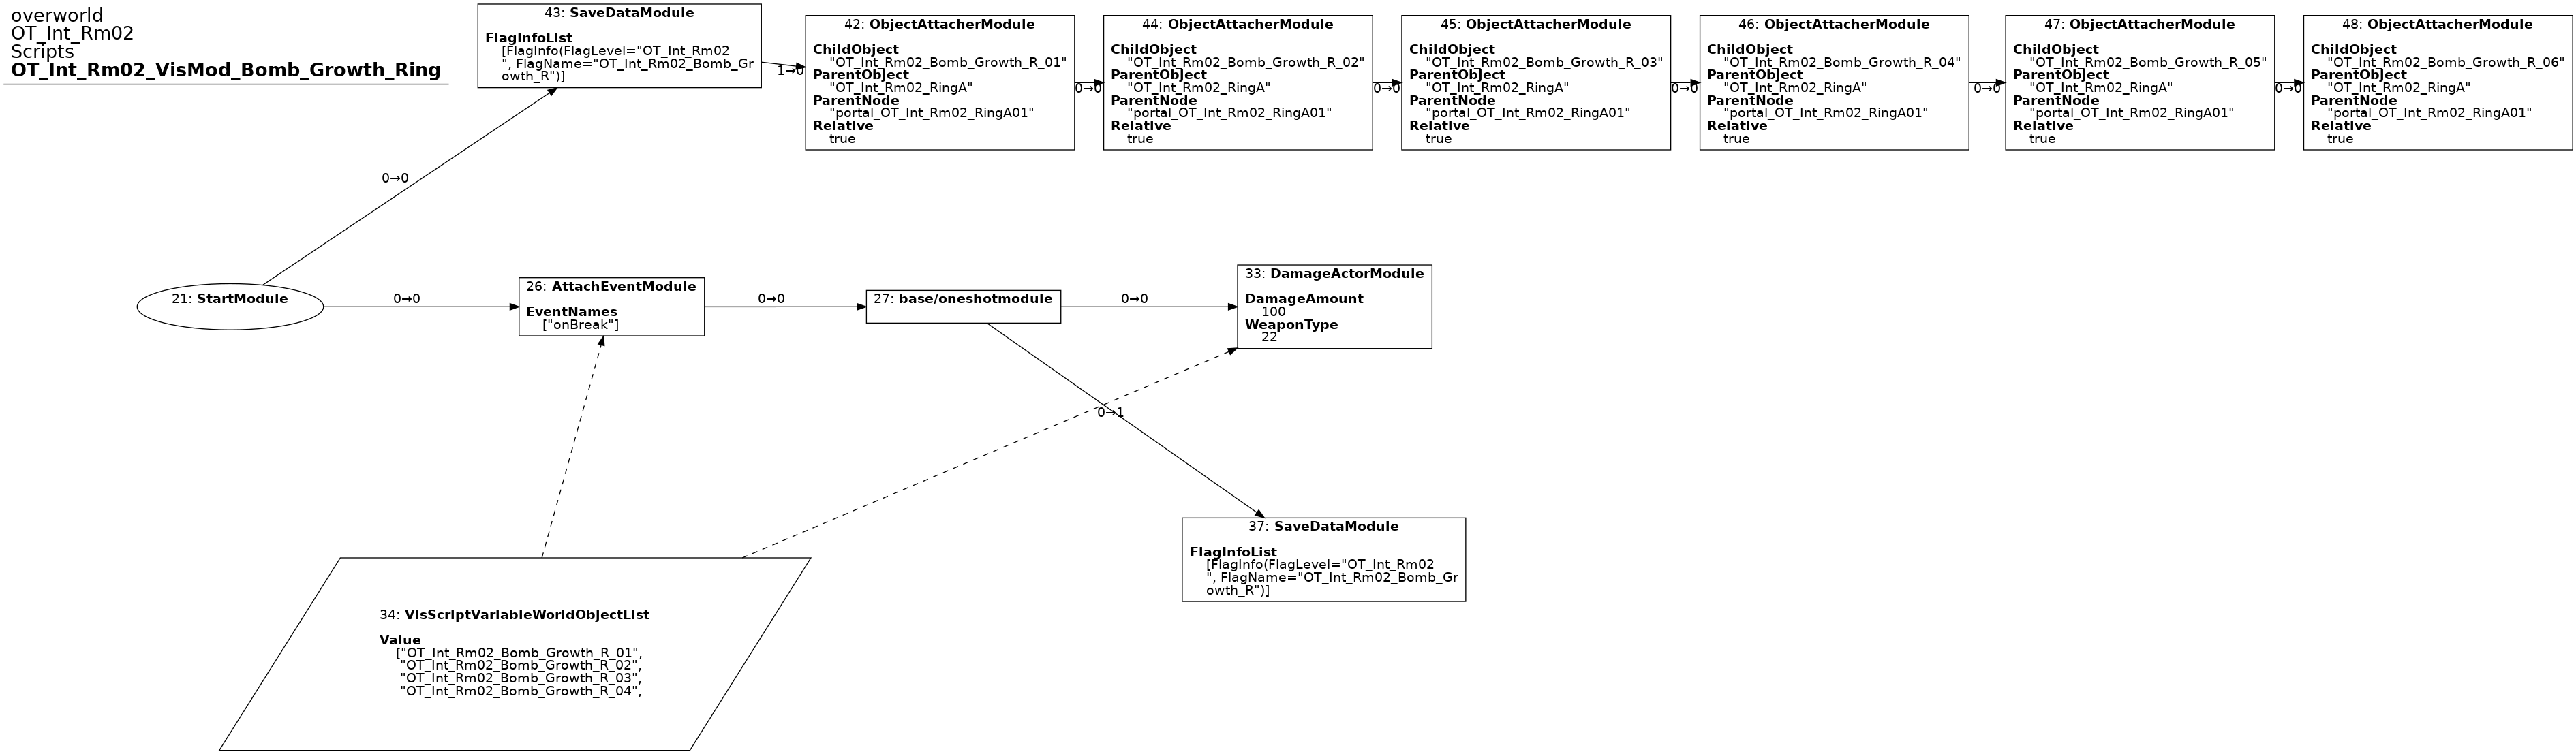 overworld
OT_Int_Rm02
Scripts
OT_Int_Rm02_VisMod_Bomb_Growth_Ring
43: SaveDataModule
FlagInfoList
[FlagInfo(FlagLevel="OT_Int_Rm02
", FlagName="OT_Int_Rm02_Bomb_Gr
owth_R")]
1→0
42: ObjectAttacherModule
ChildObject
"OT_Int_Rm02_Bomb_Growth_R_01"
ParentObject
"OT_Int_Rm02_RingA"
ParentNode
"portal_OT_Int_Rm02_RingA01"
Relative
true
0→0
44: ObjectAttacherModule
ChildObject
"OT_Int_Rm02_Bomb_Growth_R_02"
ParentObject
"OT_Int_Rm02_RingA"
ParentNode
"portal_OT_Int_Rm02_RingA01"
Relative
true
0→0
45: ObjectAttacherModule
ChildObject
"OT_Int_Rm02_Bomb_Growth_R_03"
ParentObject
"OT_Int_Rm02_RingA"
ParentNode
"portal_OT_Int_Rm02_RingA01"
Relative
true
0→0
46: ObjectAttacherModule
ChildObject
"OT_Int_Rm02_Bomb_Growth_R_04"
ParentObject
"OT_Int_Rm02_RingA"
ParentNode
"portal_OT_Int_Rm02_RingA01"
Relative
true
0→0
47: ObjectAttacherModule
ChildObject
"OT_Int_Rm02_Bomb_Growth_R_05"
ParentObject
"OT_Int_Rm02_RingA"
ParentNode
"portal_OT_Int_Rm02_RingA01"
Relative
true
0→0
48: ObjectAttacherModule
ChildObject
"OT_Int_Rm02_Bomb_Growth_R_06"
ParentObject
"OT_Int_Rm02_RingA"
ParentNode
"portal_OT_Int_Rm02_RingA01"
Relative
true
0→0
21: StartModule
0→0
26: AttachEventModule
EventNames
["onBreak"]
0→0
27: base/oneshotmodule
0→0
33: DamageActorModule
DamageAmount
100
WeaponType
22
0→1
37: SaveDataModule
FlagInfoList
[FlagInfo(FlagLevel="OT_Int_Rm02
", FlagName="OT_Int_Rm02_Bomb_Gr
owth_R")]
34: VisScriptVariableWorldObjectList
Value
["OT_Int_Rm02_Bomb_Growth_R_01",
"OT_Int_Rm02_Bomb_Growth_R_02",
"OT_Int_Rm02_Bomb_Growth_R_03",
"OT_Int_Rm02_Bomb_Growth_R_04",